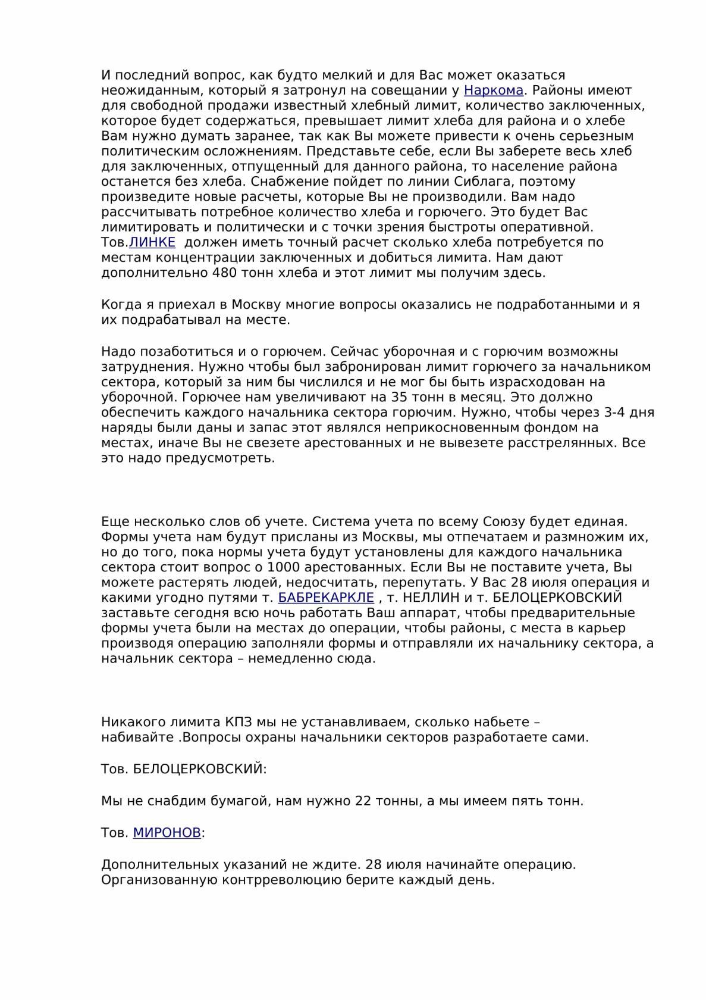 И последний вопрос, как будто мелкий и для Вас может оказаться
неожиданным, который я затронул на совещании у Наркома. Районы имеют
для свободной продажи известный хлебный лимит, количество заключенных,
которое будет содержаться, превышает лимит хлеба для района и о хлебе
Вам нужно думать заранее, так как Вы можете привести к очень серьезным
политическим осложнениям. Представьте себе, если Вы заберете весь хлеб
для заключенных, отпущенный для данного района, то население района
останется без хлеба. Снабжение пойдет по линии Сиблага, поэтому
произведите новые расчеты, которые Вы не производили. Вам надо
рассчитывать потребное количество хлеба и горючего. Это будет Вас
лимитировать и политически и с точки зрения быстроты оперативной.
Тов.ЛИНКЕ  должен иметь точный расчет сколько хлеба потребуется по
местам концентрации заключенных и добиться лимита. Нам дают
дополнительно 480 тонн хлеба и этот лимит мы получим здесь.
Когда я приехал в Москву многие вопросы оказались не подработанными и я
их подрабатывал на месте.
Надо позаботиться и о горючем. Сейчас уборочная и с горючим возможны
затруднения. Нужно чтобы был забронирован лимит горючего за начальником
сектора, который за ним бы числился и не мог бы быть израсходован на
уборочной. Горючее нам увеличивают на 35 тонн в месяц. Это должно
обеспечить каждого начальника сектора горючим. Нужно, чтобы через 3-4 дня
наряды были даны и запас этот являлся неприкосновенным фондом на
местах, иначе Вы не свезете арестованных и не вывезете расстрелянных. Все
это надо предусмотреть.
Еще несколько слов об учете. Система учета по всему Союзу будет единая.
Формы учета нам будут присланы из Москвы, мы отпечатаем и размножим их,
но до того, пока нормы учета будут установлены для каждого начальника
сектора стоит вопрос о 1000 арестованных. Если Вы не поставите учета, Вы
можете растерять людей, недосчитать, перепутать. У Вас 28 июля операция и
какими угодно путями т. БАБРЕКАРКЛЕ , т. НЕЛЛИН и т. БЕЛОЦЕРКОВСКИЙ
заставьте сегодня всю ночь работать Ваш аппарат, чтобы предварительные
формы учета были на местах до операции, чтобы районы, с места в карьер
производя операцию заполняли формы и отправляли их начальнику сектора, а
начальник сектора – немедленно сюда.
Никакого лимита КПЗ мы не устанавливаем, сколько набьете –
набивайте .Вопросы охраны начальники секторов разработаете сами.
Тов. БЕЛОЦЕРКОВСКИЙ:
Мы не снабдим бумагой, нам нужно 22 тонны, а мы имеем пять тонн.
Тов. МИРОНОВ:
Дополнительных указаний не ждите. 28 июля начинайте операцию.
Организованную контрреволюцию берите каждый день.